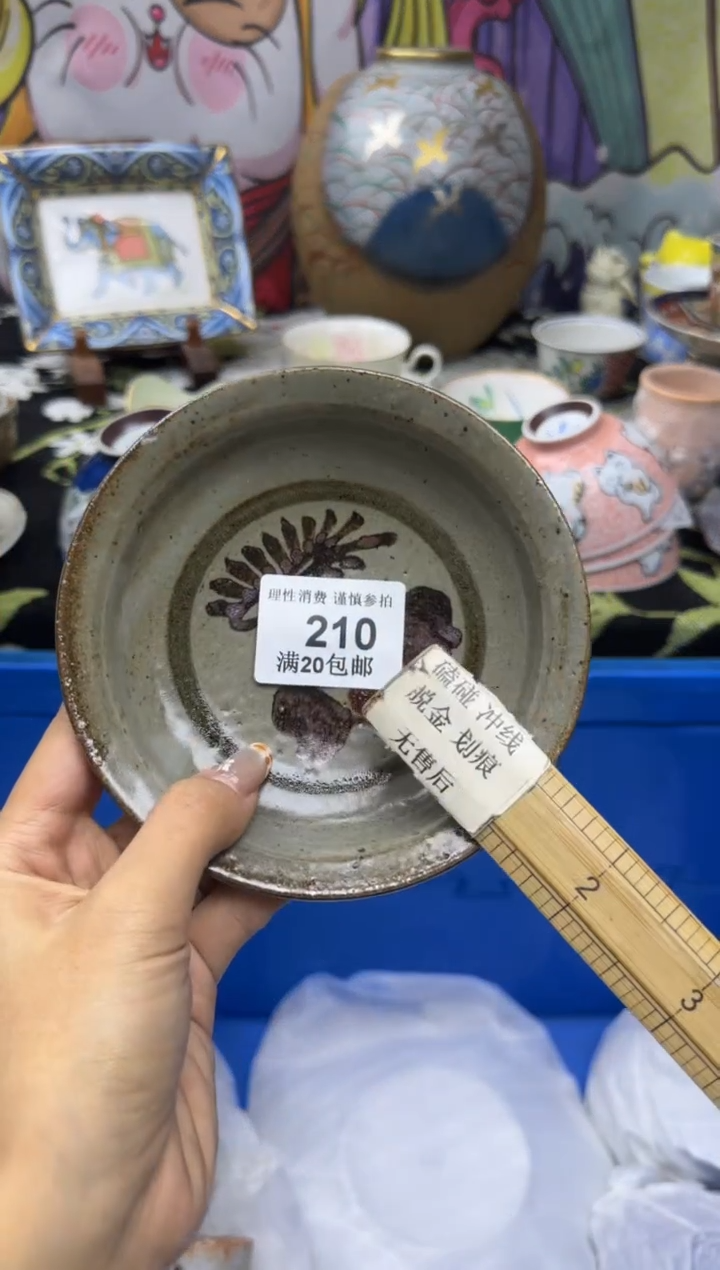 理性消费 谨慎参拍
210
满20包邮
磕碰 冲线
脱金 划痕
无售后
2
3